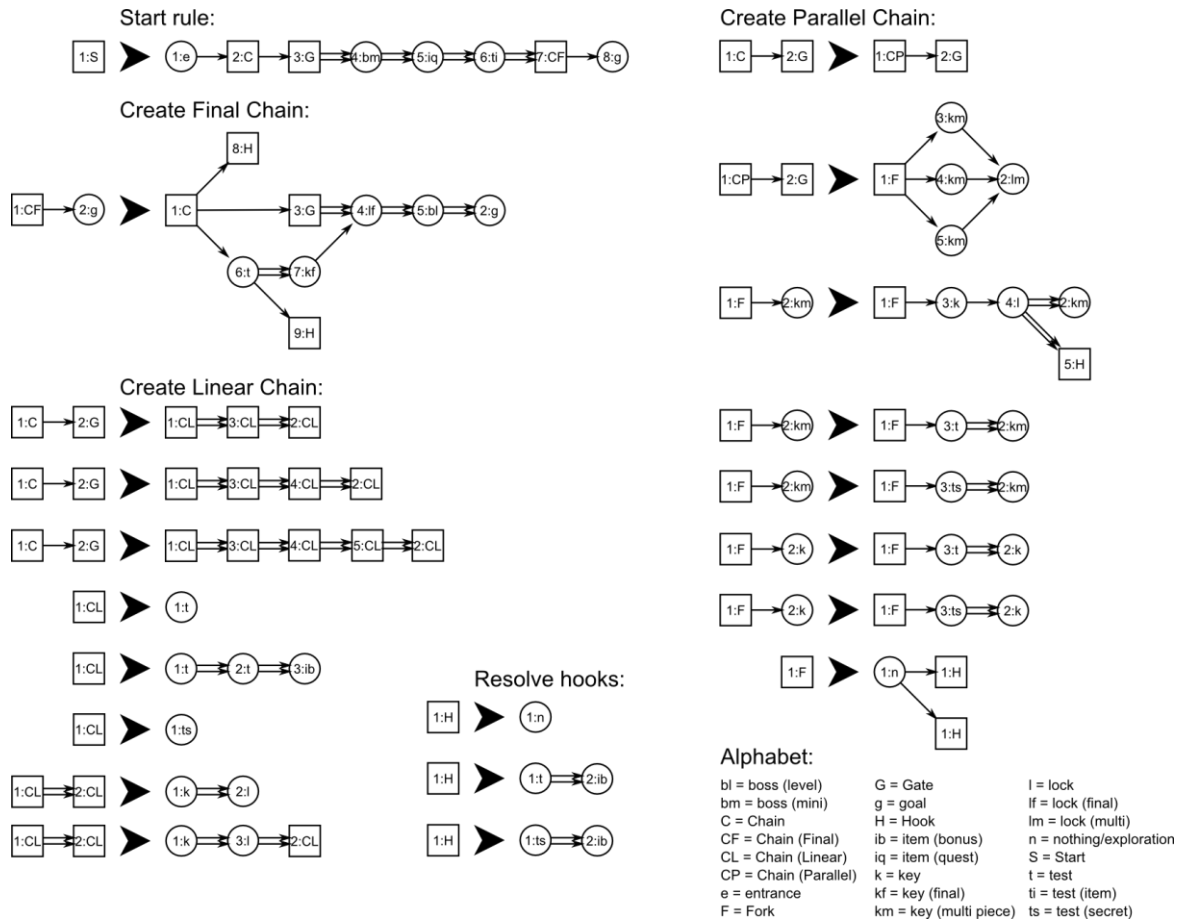 Start rule:
1:S 1:e 2:C 3:G 4:bm 5:iq 6:ti 7:CF 8:g
Create Final Chain:
8:H
1:CF 2:g 1:C 3:G 4:lf 5:bl 2:g
6:t 7:kf
9:H
Create Linear Chain:
1:C 2:G 1:CL 3:CL 2:CL
1:C 2:G 1:CL 3:CL 4:CL 2:CL
1:C 2:G 1:CL 3:CL 4:CL 5:CL 2:CL
1:CL 1:t
1:CL 1:t 2:t 3:ib
1:CL 1:ts
1:CL 2:CL 1:k 2:l
1:CL 2:CL 1:k 3:l 2:CL
Resolve hooks:
1:H 1:n
1:H 1:t 2:ib
1:H 1:ts 2:ib
Create Parallel Chain:
1:C 2:G 1:CP 2:G
3:km
1:CP 2:G 1:F 4:km 2:lm
5:km
1:F 2:km 1:F 3:k 4:l 2:km
5:H
1:F 2:km 1:F 3:t 2:km
1:F 2:km 1:F 3:ts 2:km
1:F 2:k 1:F 3:t 2:k
1:F 2:k 1:F 3:ts 2:k
1:F 1:n 1:H
1:H
Alphabet:
bl = boss (level)
bm = boss (mini)
C = Chain
CF = Chain (Final)
CL = Chain (Linear)
CP = Chain (Parallel)
e = entrance
F = Fork
G = Gate
g = goal
H = Hook
ib = item (bonus)
iq = item (quest)
k = key
kf = key (final)
km = key (multi piece)
l = lock
lf = lock (final)
lm = lock (multi)
n = nothing/exploration
S = Start
t = test
ti = test (item)
ts = test (secret)